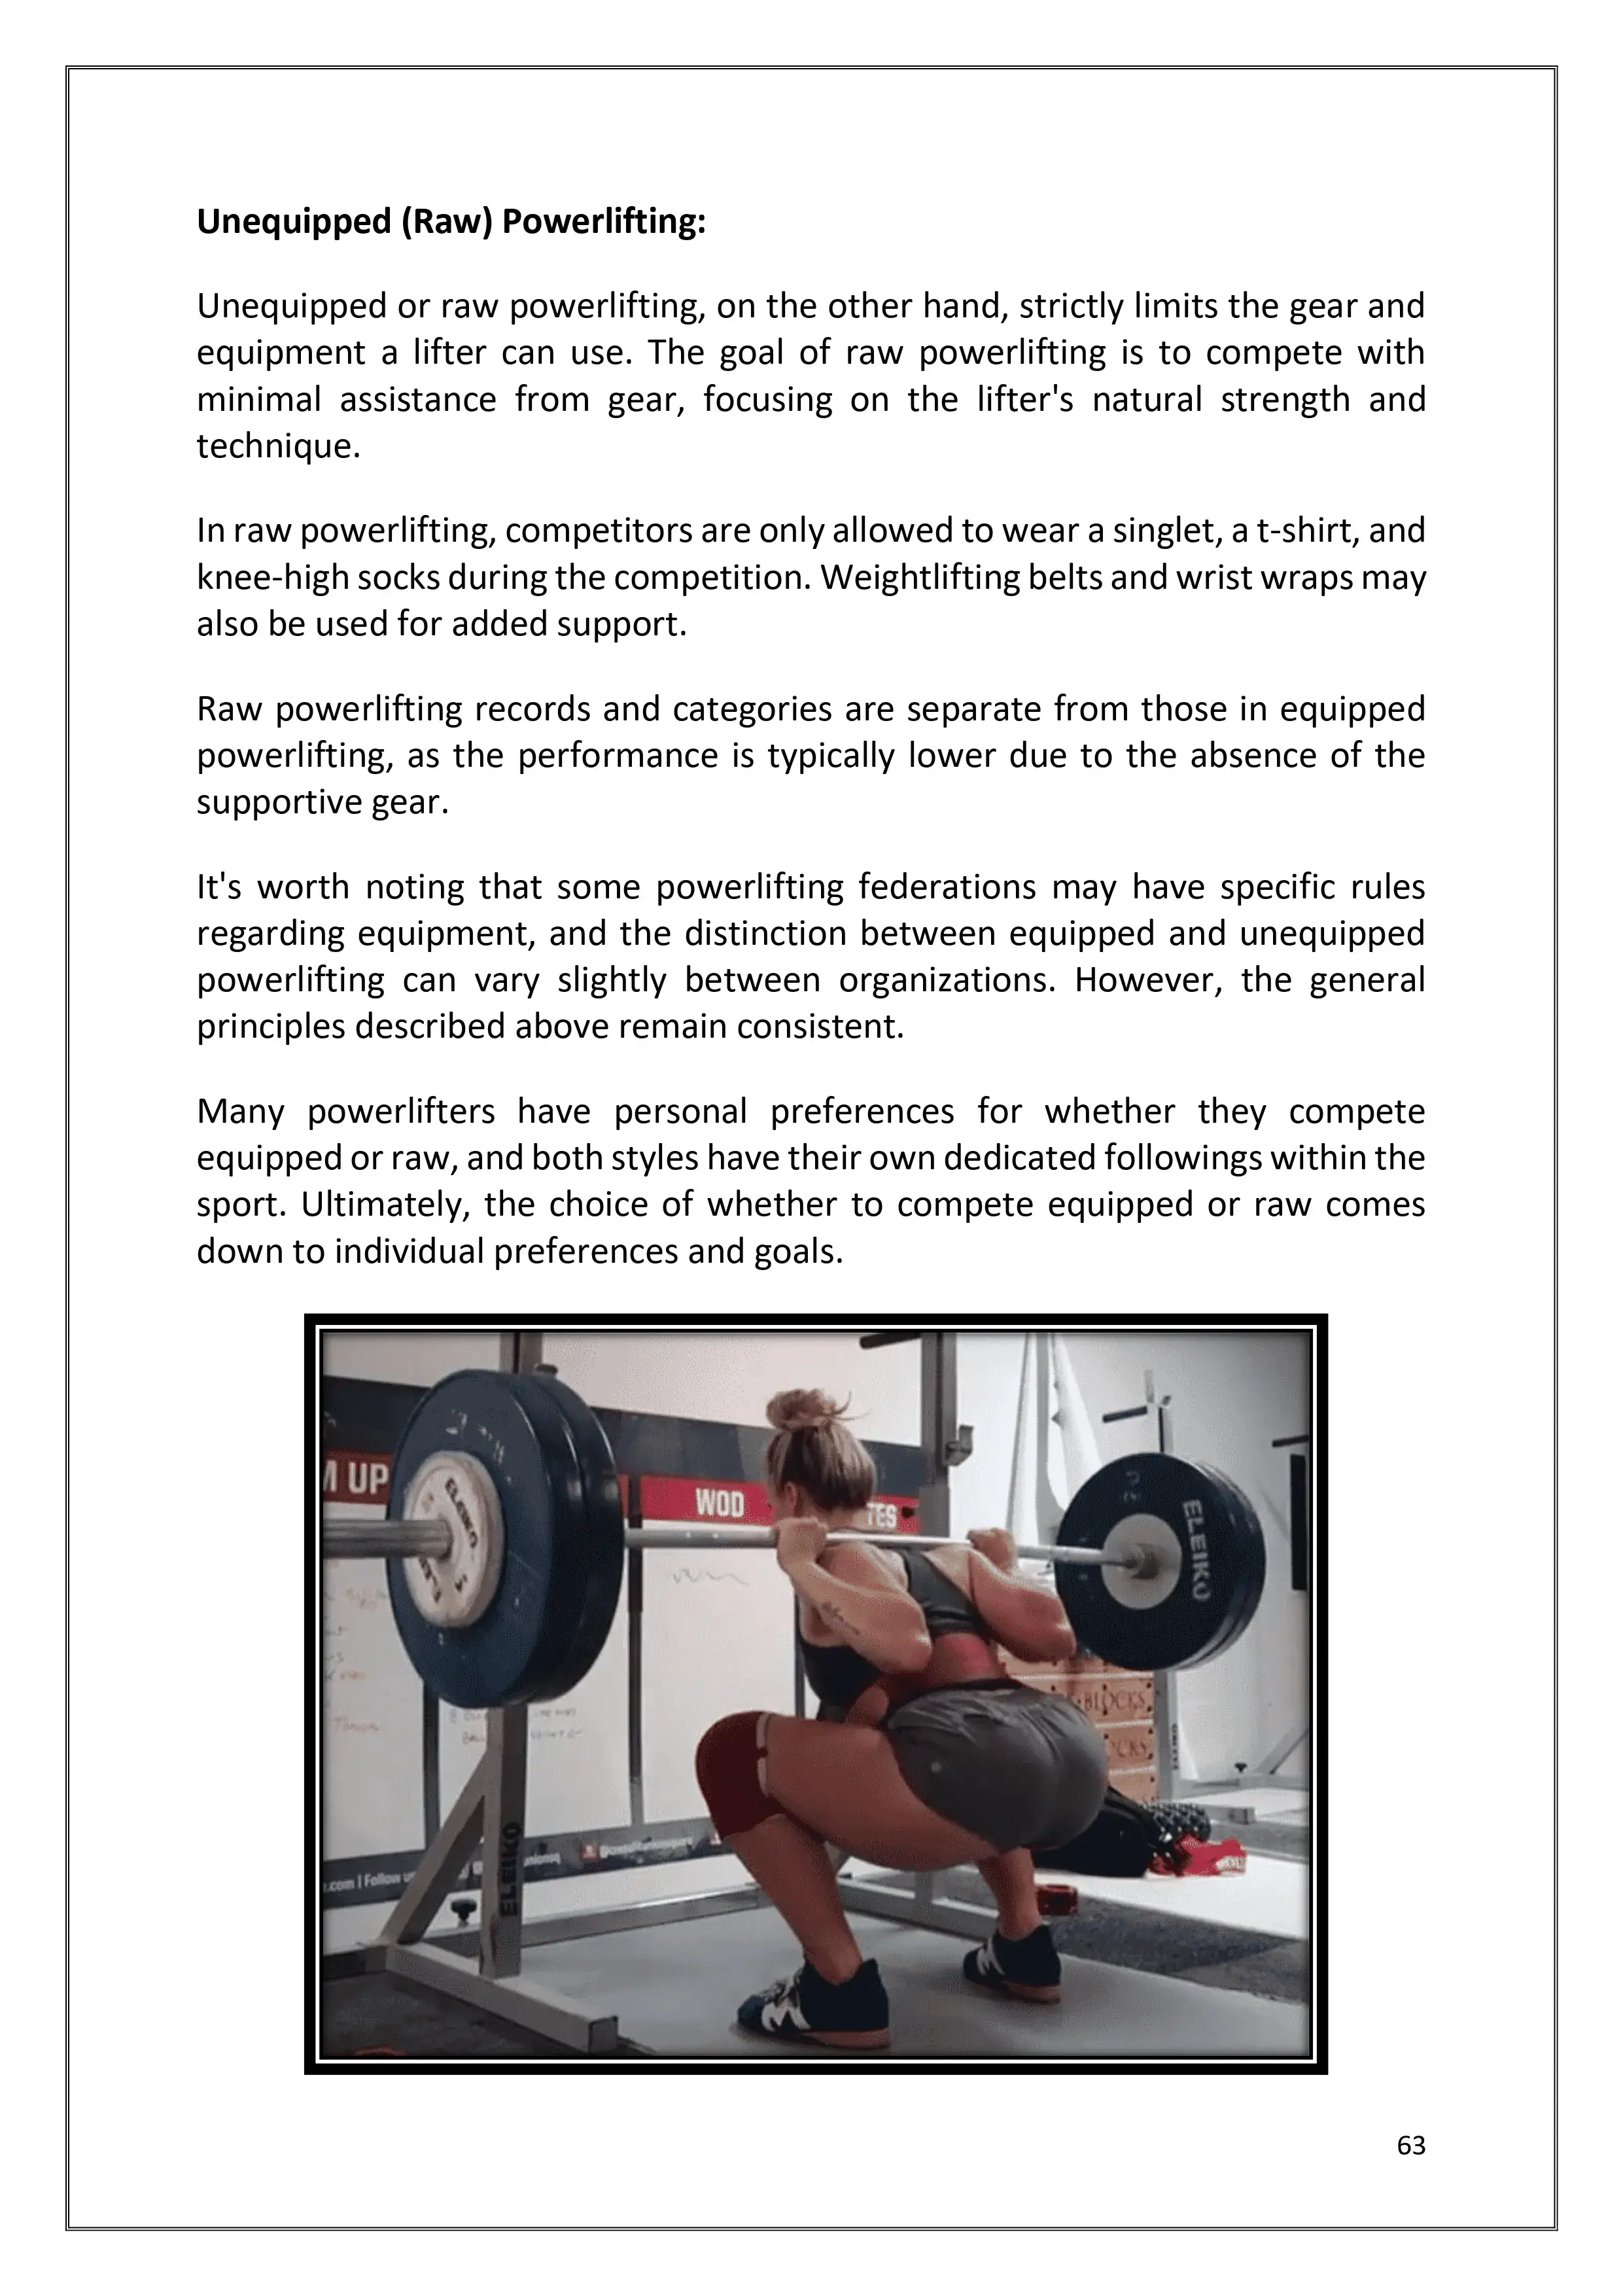 Unequipped (Raw) Powerlifting:
Unequipped or raw powerlifting, on the other hand, strictly limits the gear and
equipment a lifter can use. The goal of raw powerlifting is to compete with
minimal assistance from gear, focusing on the lifter's natural strength and
technique.
In raw powerlifting, competitors are only allowed to wear a singlet, a t-shirt, and
knee-high socks during the competition. Weightlifting belts and wrist wraps may
also be used for added support.
Raw powerlifting records and categories are separate from those in equipped
powerlifting, as the performance is typically lower due to the absence of the
supportive gear.
It's worth noting that some powerlifting federations may have specific rules
regarding equipment, and the distinction between equipped and unequipped
powerlifting can vary slightly between organizations. However, the general
principles described above remain consistent.
Many powerlifters have personal preferences for whether they compete
equipped or raw, and both styles have their own dedicated followings within the
sport. Ultimately, the choice of whether to compete equipped or raw comes
down to individual preferences and goals.
M UP
WOD
TES
ELEIKO
ELEIKO
BLOCKS
OCKS
.com | Follow
63